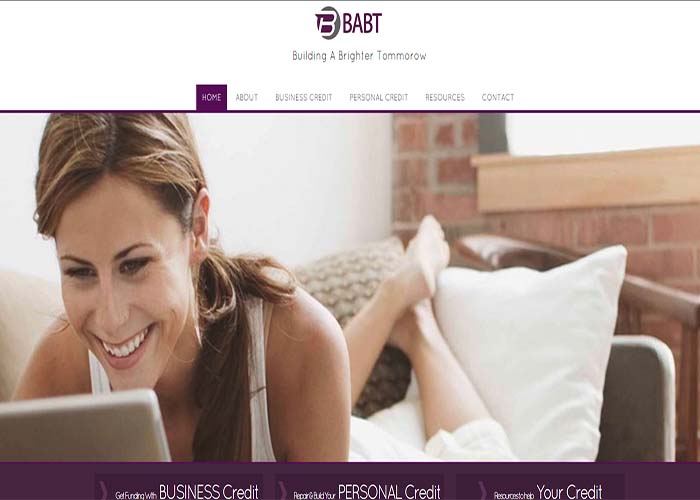 BABT
Building A Brighter Tommorow
HOME ABOUT BUSINESS CREDIT PERSONAL CREDIT RESOURCES CONTACT
Get Funding With BUSINESS Credit Repair & Build Your PERSONAL Credit Resources to help Your Credit